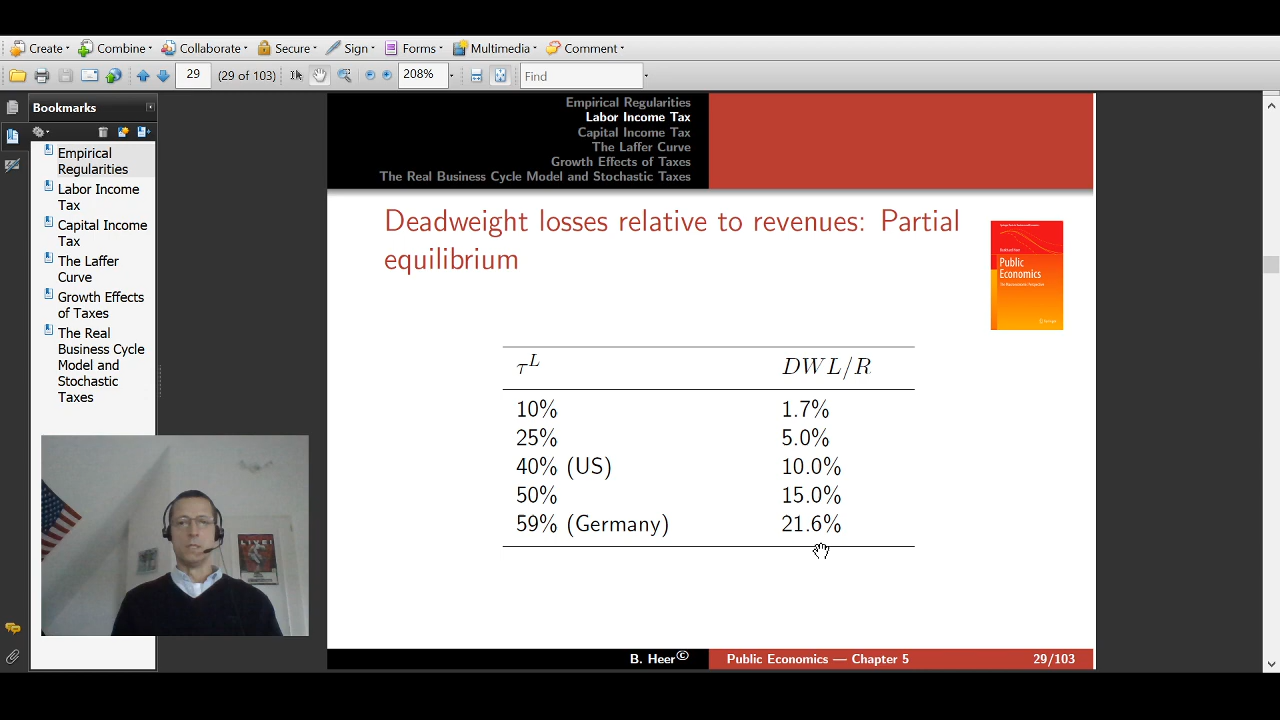 Create
Combine
Collaborate
Secure
Sign
Forms
Multimedia
Comment
29
(29 of 103)
208%
Find
Bookmarks
Empirical
Regularities
Labor Income
Tax
Capital Income
Tax
The Laffer
Curve
Growth Effects
of Taxes
The Real
Business Cycle
Model and
Stochastic
Taxes
Empirical Regularities
Labor Income Tax
Capital Income Tax
The Laffer Curve
Growth Effects of Taxes
The Real Business Cycle Model and Stochastic Taxes
Deadweight losses relative to revenues: Partial
equilibrium
Public
Economics
τ^L DWL/R
10% 1.7%
25% 5.0%
40% (US) 10.0%
50% 15.0%
59% (Germany) 21.6%
LIVE!
B. Heer© Public Economics — Chapter 5 29/103